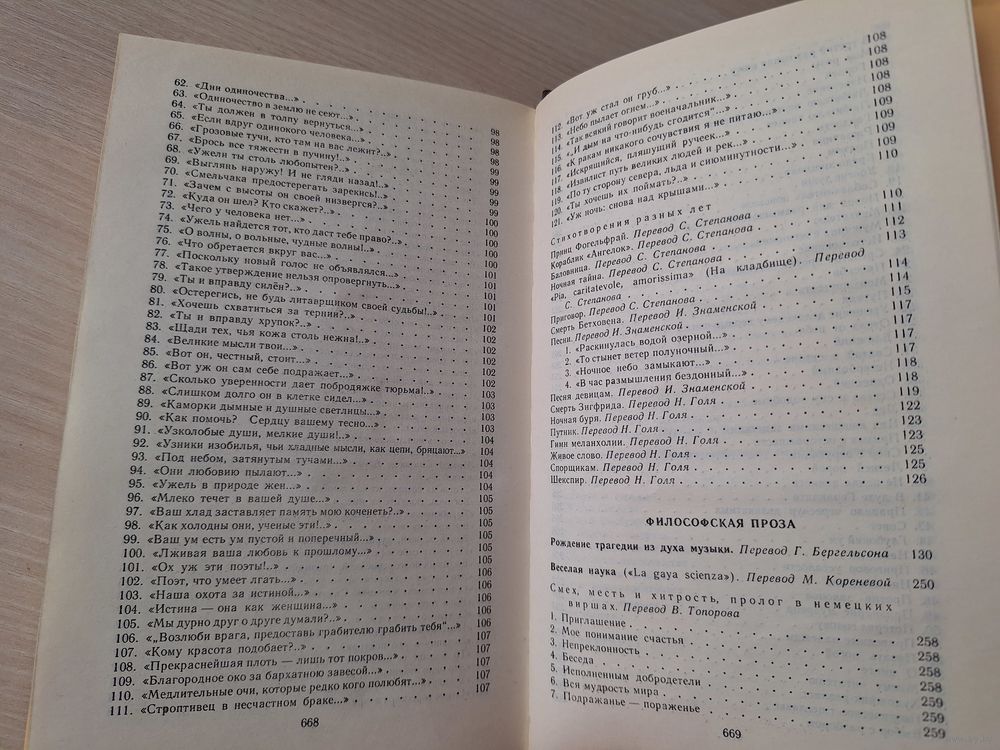 62. «Дни одиночества...»
63. «Одиночество в землю не сеют...» 98
64. «Ты должен в толпу вернуться...» 98
65. «Если вдруг одинокого человека...» 98
66. «Грозовые тучи, кто там на вас лежит?..» 98
67. «Брось все тяжести в пучину!..» 99
68. «Ужели ты столь любопытен?..» 99
69. «Выглянь наружу! И не гляди назад!..» 99
70. «Смельчака предостерегать зарекись!..» 99
71. «Зачем с высоты он своей низвергся?..» 99
72. «Куда он шел? Кто скажет?..» 99
73. «Чего у человека нет...» 100
74. «Ужель найдется тот, кто даст тебе право?..» 100
75. «О волны, о вольные, чудные волны!..» 100
76. «Что обретается вкруг вас...» 100
77. «Поскольку новый голос не объявлялся...» 101
78. «Такое утверждение нельзя опровергнуть...» 101
79. «Ты и вправду силён?..» 101
80. «Остерегись, не будь литаврщиком своей судьбы!..» 101
81. «Хочешь схватиться за тернии?..» 102
82. «Ты и вправду хрупок?..» 102
83. «Щади тех, чья кожа столь нежна!..» 102
84. «Великие мысли твои...» 102
85. «Вот он, честный, стоит...» 102
86. «Вот уж он сам себе подражает...» 102
87. «Сколько уверенности дает побродяжке тюрьма!..» 103
88. «Слишком долго он в клетке сидел...» 103
89. «Каморки дымные и душные светлицы...» 103
90. «Как помочь? Сердцу вашему тесно...» 103
91. «Узколобые души, мелкие души!..» 104
92. «Узники изобилья, чьи хладные мысли, как цепи, бряцают...» 104
93. «Под небом, затянутым тучами...» 104
94. «Они любовию пылают...» 104
95. «Ужель в природе жен...» 104
96. «Млеко течет в вашей душе...» 105
97. «Ваш хлад заставляет память мою коченеть?..» 105
98. «Как холодны они, ученые эти!..» 105
99. «Ваш ум есть ум пустой и поперечный...» 105
100. «Лживая ваша любовь к прошлому...» 105
101. «Ох уж эти поэты!..» 106
102. «Поэт, что умеет лгать...» 106
103. «Наша охота за истиной...» 106
104. «Истина — она как женщина...» 106
105. «Мы дурно друг о друге думали?..» 106
106. «„Возлюби врага, предоставь грабителю грабить тебя“...» 107
107. «Кому красота подобает?..» 107
108. «Прекраснейшая плоть — лишь тот покров...» 107
109. «Благородное око за бархатною завесой...» 107
110. «Медлительные очи, которые редко кого полюбят...» 107
111. «Строптивец в несчастном браке...» 107
668
108
112. «Вот уж стал он груб...» 108
113. «Небо пылает огнем...» 108
114. «Так всякий говорит военачальник...» 108
115. «„И дым на что-нибудь сгодится“...» 108
116. «К ракам никакого сочувствия я не питаю...» 109
117. «Искрящийся, пляшущий ручеек...» 109
118. «Извилист путь великих людей и рек...» 109
119. «По ту сторону севера, льда и сиюминутности...» 109
120. «Ты хочешь их поймать?..» 110
121. «Уж ночь: снова над крышами...»
Стихотворения разных лет
Принц Фогельфрай. Перевод С. Степанова 110
Кораблик «Ангелок». Перевод С. Степанова 111
Баловница. Перевод С. Степанова 112
Ночная тайна. Перевод С. Степанова 113
«Pia, caritatevole, amorissima» (На кладбище). Перевод
С. Степанова 114
Приговор. Перевод С. Степанова 114
Смерть Бетховена. Перевод И. Знаменской 115
Песни. Перевод И. Знаменской 117
1. «Раскинулась водой озерной...» 117
2. «То стынет ветер полуночный...» 117
3. «Ночное небо замыкают...» 117
4. «В час размышления бездонный...» 118
Песня девицам. Перевод И. Знаменской 118
Смерть Зигфрида. Перевод Н. Голя 119
Ночная буря. Перевод Н. Голя 122
Путник. Перевод Н. Голя 123
Гимн меланхолии. Перевод Н. Голя 123
Живое слово. Перевод Н. Голя 125
Спорщикам. Перевод Н. Голя 125
Шекспир. Перевод Н. Голя 126
ФИЛОСОФСКАЯ ПРОЗА
Рождение трагедии из духа музыки. Перевод Г. Бергельсона 130
Веселая наука («La gaya scienza»). Перевод М. Кореневой 250
Смех, месть и хитрость, пролог в немецких
виршах. Перевод В. Топорова
1. Приглашение 258
2. Мое понимание счастья 258
3. Непреклонность 258
4. Беседа 258
5. Исполненным добродетели 259
6. Вся мудрость мира 259
7. Подражанье — пораженье 259
669